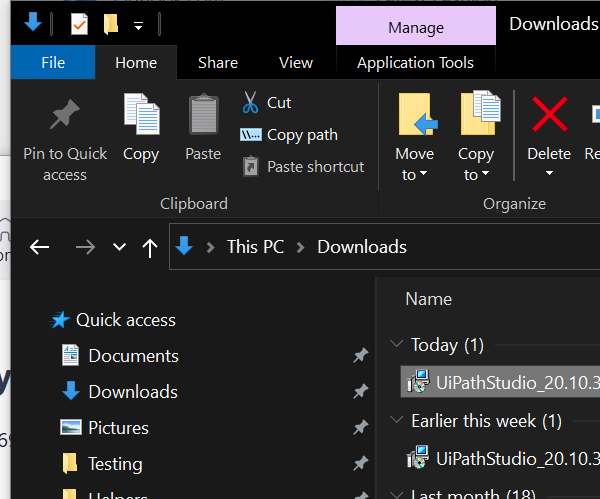 Manage
Downloads
File
Home
Share
View
Application Tools
Pin to Quick
access
Copy
Paste
Cut
Copy path
Paste shortcut
Move
to
Copy
to
Delete
Clipboard
Organize
This PC
Downloads
Name
Quick access
Documents
Downloads
Pictures
Testing
Helpers
Today (1)
UiPathStudio_20.10.3
Earlier this week (1)
UiPathStudio_20.10.3
Last month (18)